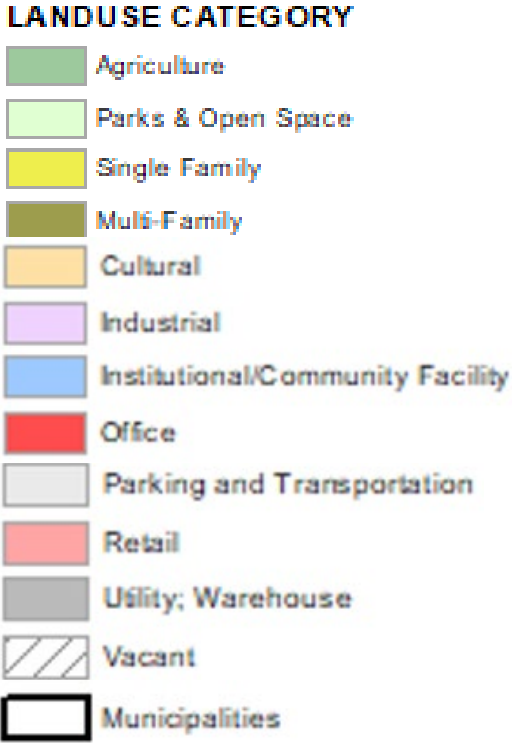 LANDUSE CATEGORY
Agriculture
Parks & Open Space
Single Family
Multi-Family
Cultural
Industrial
Institutional/Community Facility
Office
Parking and Transportation
Retail
Utility; Warehouse
Vacant
Municipalities